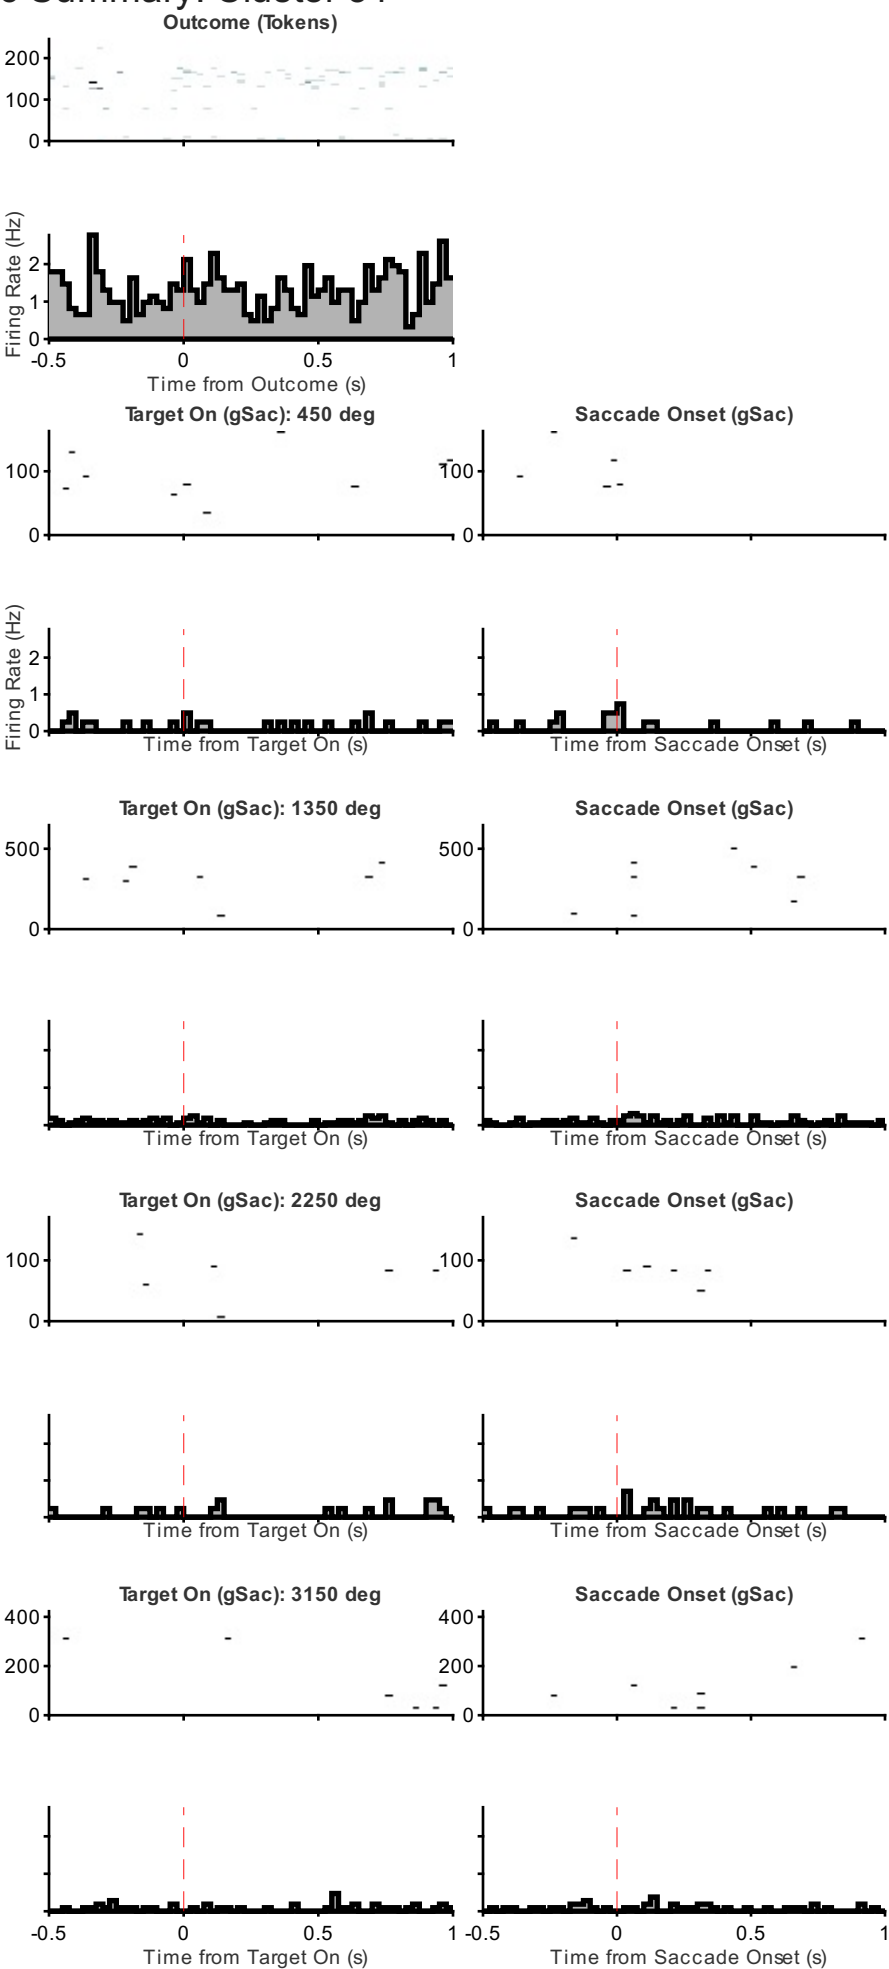 Summary: Cluster
Outcome (Tokens)
200
100
0
Firing Rate (Hz)
2
1
0
-0.5 0 0.5 1
Time from Outcome (s)
Target On (gSac): 450 deg
Saccade Onset (gSac)
100
0
100
0
Firing Rate (Hz)
2
1
0
2
1
0
Time from Target On (s)
Time from Saccade Onset (s)
Target On (gSac): 1350 deg
Saccade Onset (gSac)
500
0
500
0
Time from Target On (s)
Time from Saccade Onset (s)
Target On (gSac): 2250 deg
Saccade Onset (gSac)
100
0
100
0
Time from Target On (s)
Time from Saccade Onset (s)
Target On (gSac): 3150 deg
Saccade Onset (gSac)
400
200
0
400
200
0
-0.5 0 0.5 1
-0.5 0 0.5 1
Time from Target On (s)
Time from Saccade Onset (s)